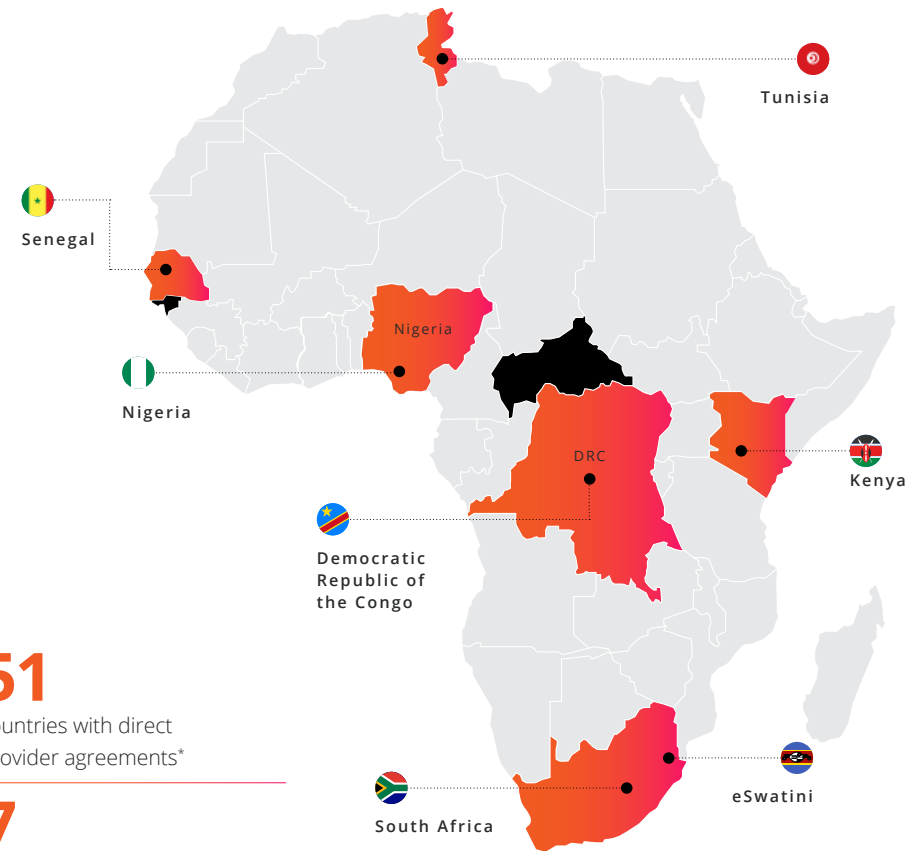 Tunisia
Senegal
Nigeria
Nigeria
DRC
Kenya
Democratic
Republic of
the Congo
51
untries with direct
ovider agreements*
7
eSwatini
South Africa